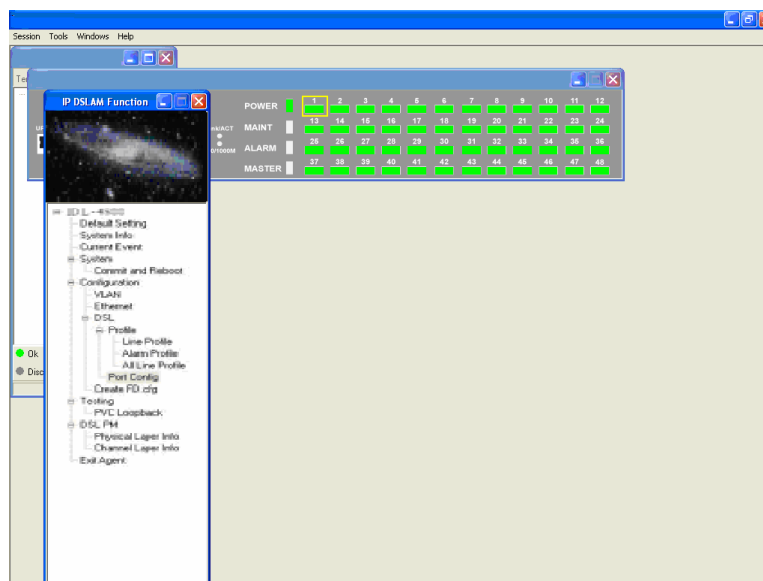 Session Tools Windows Help
IP DSLAM Function
POWER 1 2 3 4 5 6 7 8 9 10 11 12
MAINT 13 14 15 16 17 18 19 20 21 22 23 24
ALARM 25 26 27 28 29 30 31 32 33 34 35 36
MASTER 37 38 39 40 41 42 43 44 45 46 47 48
Default Setting
System Info
Current Event
System
Commit and Reboot
Configuration
VLAN
Ethernet
DSL
Profile
Line Profile
Alarm Profile
All Line Profile
Port Config
Create FD.cfg
Testing
PVC Loopback
DSL PM
Physical Layer Info
Channel Layer Info
Exit Agent
Ok